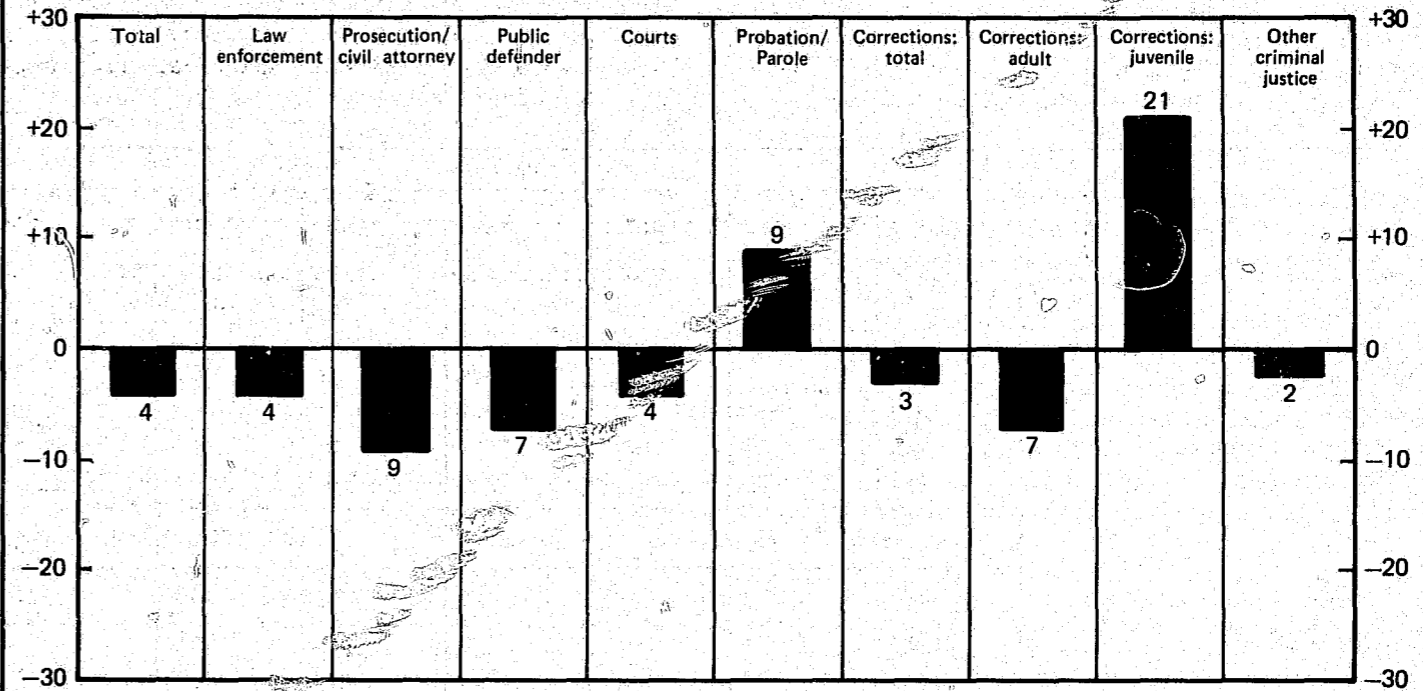 +30 +30
Total
Law
enforcement
Prosecution/
civil attorney
Public
defender
Courts
Probation/
Parole
Corrections:
total
Corrections:
adult
Corrections:
juvenile
Other
criminal
justice
21
+20 +20
+10 +10
9
0 0
4
4
9
7
4
3
7
2
–10 –10
–20 –20
–30 –30